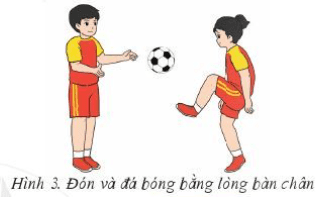 Hình 3. Đón và đá bóng bằng lòng bàn chân